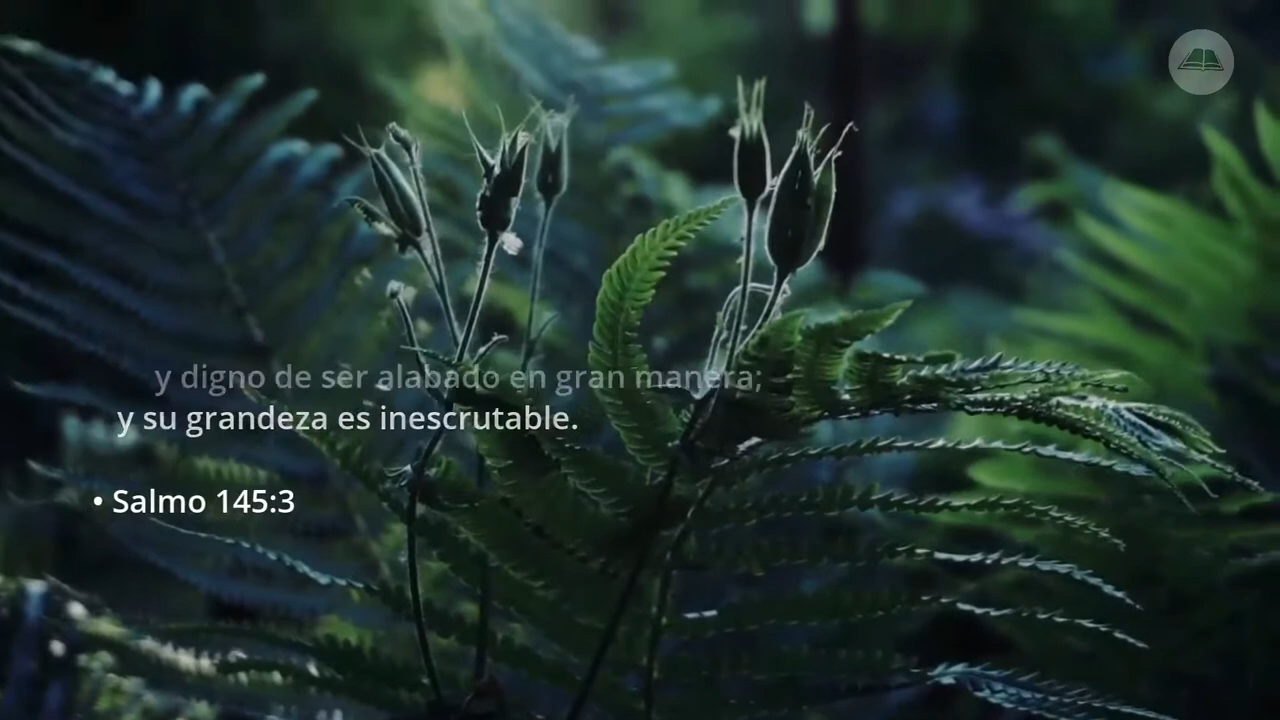 y digno de ser alabado en gran manera;
y su grandeza es inescrutable.
• Salmo 145:3